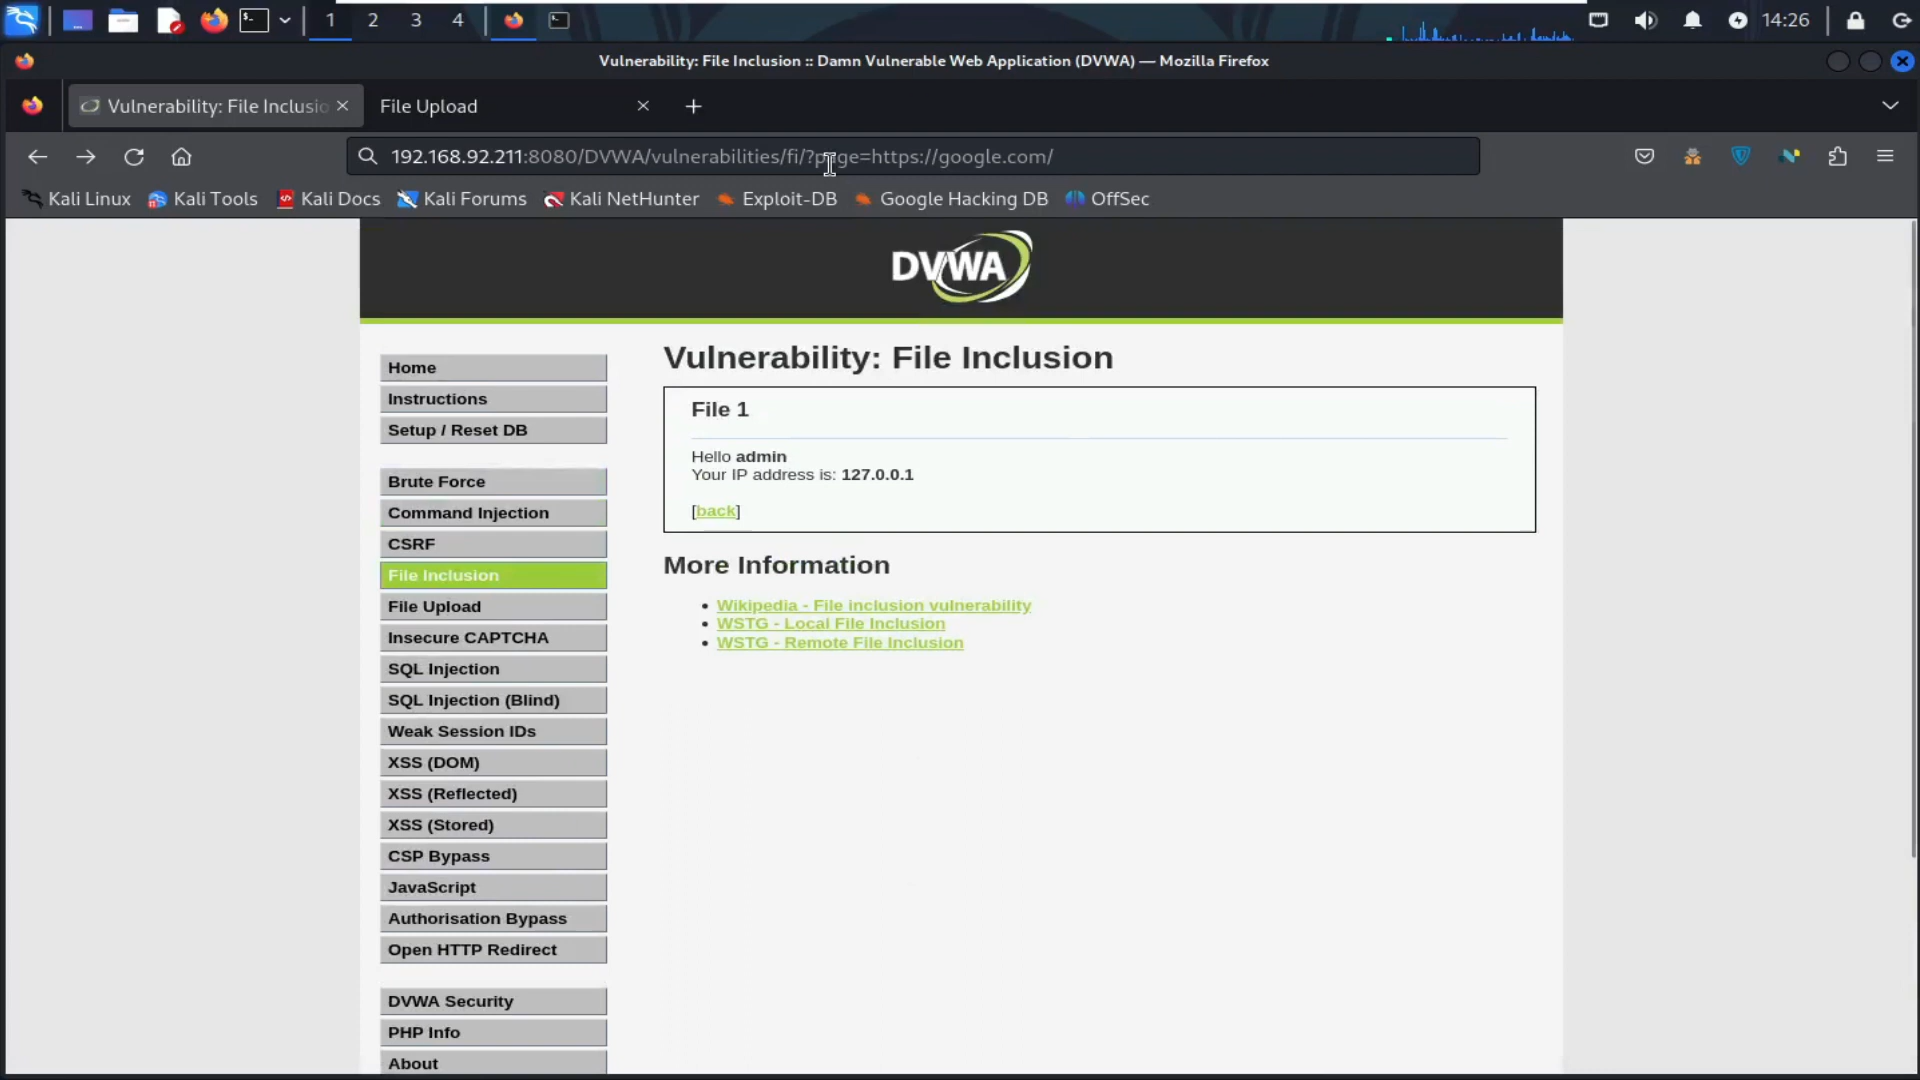 1 2 3 4 14:26
Vulnerability: File Inclusion :: Damn Vulnerable Web Application (DVWA) — Mozilla Firefox
Vulnerability: File Inclusio File Upload
192.168.92.211:8080/DVWA/vulnerabilities/fi/?page=https://google.com/
Kali Linux Kali Tools Kali Docs Kali Forums Kali NetHunter Exploit-DB Google Hacking DB OffSec
DVWA
Home
Instructions
Setup / Reset DB
Brute Force
Command Injection
CSRF
File Inclusion
File Upload
Insecure CAPTCHA
SQL Injection
SQL Injection (Blind)
Weak Session IDs
XSS (DOM)
XSS (Reflected)
XSS (Stored)
CSP Bypass
JavaScript
Authorisation Bypass
Open HTTP Redirect
DVWA Security
PHP Info
About
Vulnerability: File Inclusion
File 1
Hello admin
Your IP address is: 127.0.0.1
[back]
More Information
• Wikipedia - File inclusion vulnerability
• WSTG - Local File Inclusion
• WSTG - Remote File Inclusion